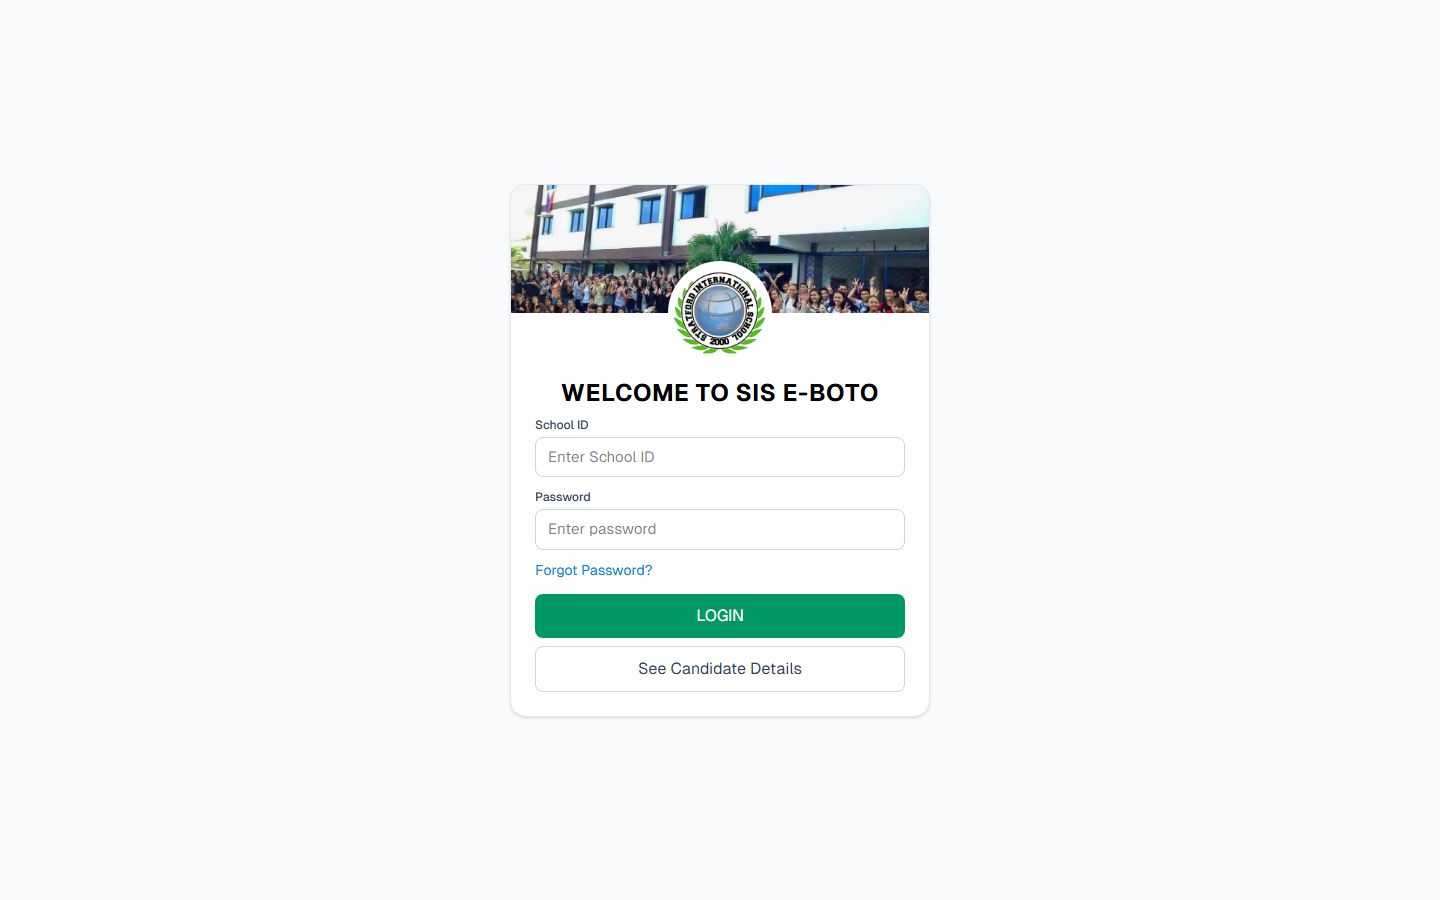 STRATFORD INTERNATIONAL SCHOOL
2000
WELCOME TO SIS E-BOTO
School ID
Enter School ID
Password
Enter password
Forgot Password?
LOGIN
See Candidate Details